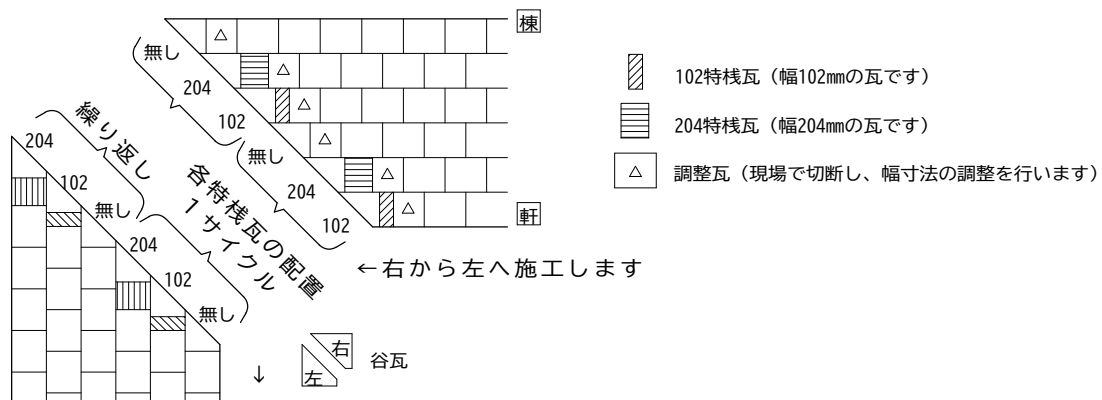 棟
無し
204
102
無し
204
102
軒
繰り返し
各特桟瓦の配置
1サイクル
204
102
無し
204
102
無し
←右から左へ施工します
↓
右
左
谷瓦
102特桟瓦（幅102㎜の瓦です）
204特桟瓦（幅204㎜の瓦です）
調整瓦（現場で切断し、幅寸法の調整を行います）